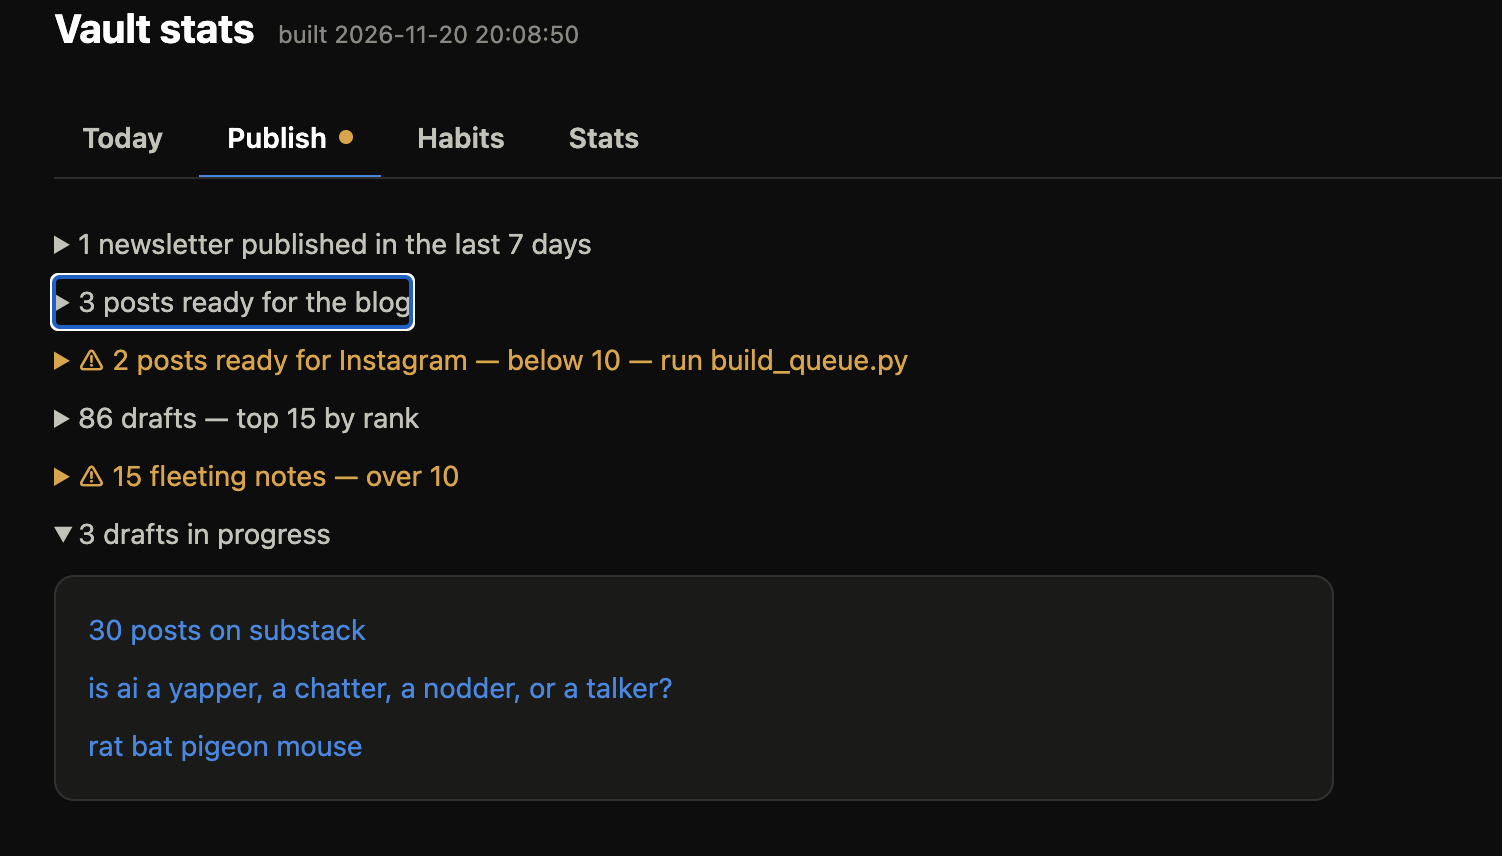 Vault stats built 2026-11-20 20:08:50
Today Publish Habits Stats
▶ 1 newsletter published in the last 7 days
▶ 3 posts ready for the blog
▶ ⚠ 2 posts ready for Instagram — below 10 — run build_queue.py
▶ 86 drafts — top 15 by rank
▶ ⚠ 15 fleeting notes — over 10
▼ 3 drafts in progress
30 posts on substack
is ai a yapper, a chatter, a nodder, or a talker?
rat bat pigeon mouse